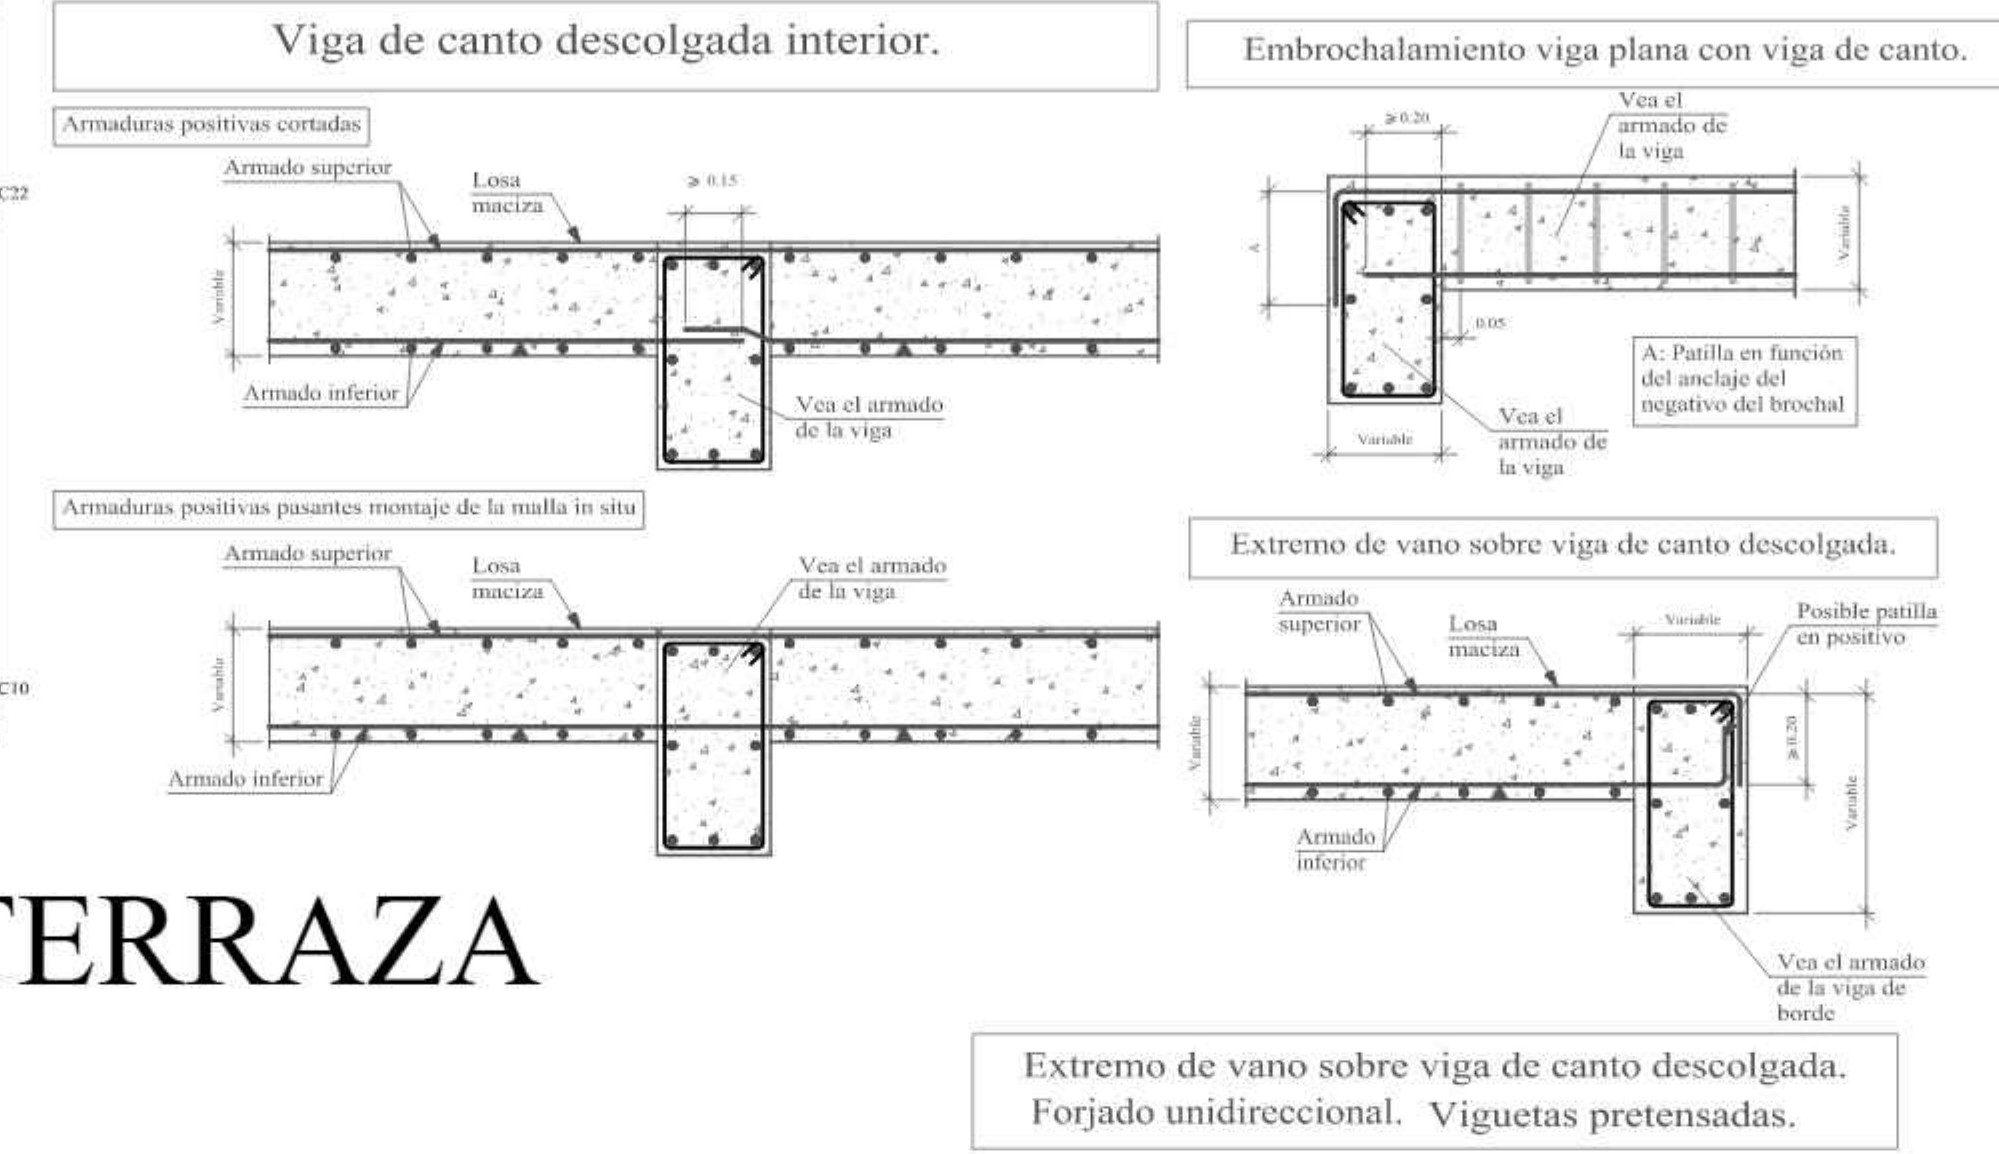 Viga de canto descolgada interior.
Armaduras positivas cortadas
Armado superior
Losa
maciza
≥ 0.15
Variable
Armado inferior
Vea el armado
de la viga
C22
Armaduras positivas pasantes montaje de la malla in situ
Armado superior
Losa
maciza
Vea el armado
de la viga
Variable
Armado inferior
C10
TERRAZA
Embrochalamiento viga plana con viga de canto.
≥ 0.20
Vea el
armado de
la viga
A
Variable
0.05
A: Patilla en función
del anclaje del
negativo del brochal
Variable
Vea el
armado de
la viga
Extremo de vano sobre viga de canto descolgada.
Armado
superior
Losa
maciza
Variable
Posible patilla
en positivo
Variable
≥ 0.20
Variable
Armado
inferior
Vea el armado
de la viga de
borde
Extremo de vano sobre viga de canto descolgada.
Forjado unidireccional. Viguetas pretensadas.